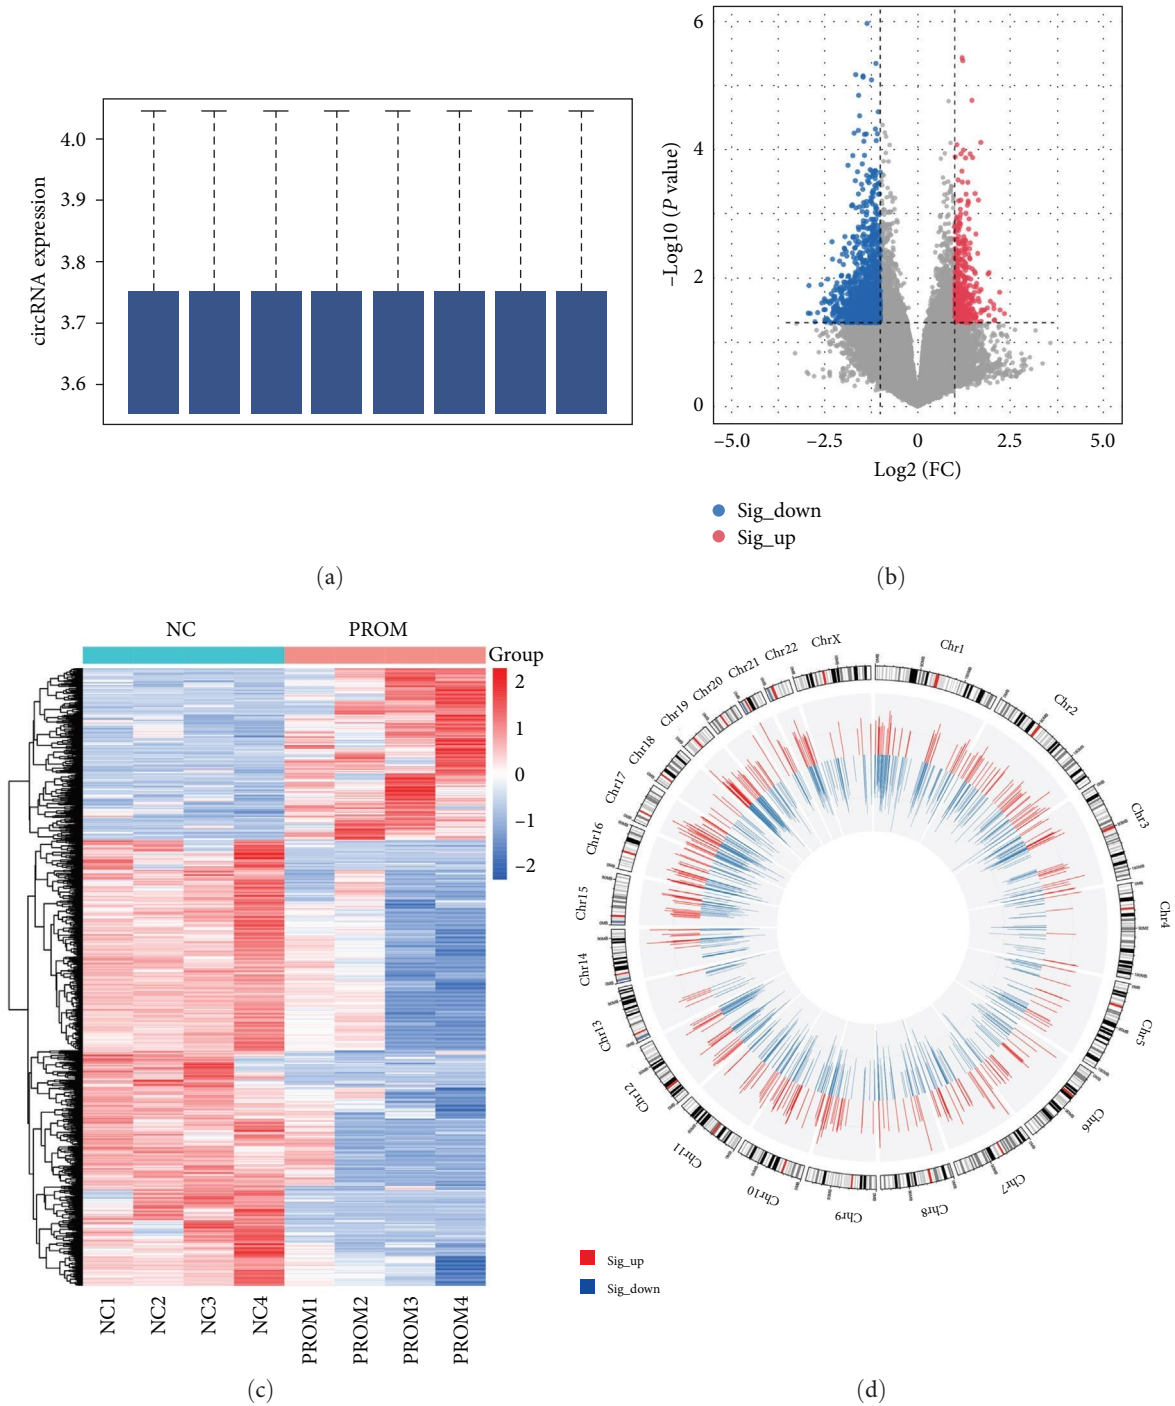 circRNA expression
4.0
3.9
3.8
3.7
3.6
(a)
−Log10 (P value)
6
4
2
0
−5.0
−2.5
0
2.5
5.0
Log2 (FC)
Sig_down
Sig_up
(b)
NC
PROM
Group
2
1
0
−1
−2
NC1
NC2
NC3
NC4
PROM1
PROM2
PROM3
PROM4
(c)
Chr1
Chr2
Chr3
Chr4
Chr5
Chr6
Chr7
Chr8
Chr9
Chr10
Chr11
Chr12
Chr13
Chr14
Chr15
Chr16
Chr17
Chr18
Chr19
Chr20
Chr21
Chr22
ChrX
Sig_up
Sig_down
(d)